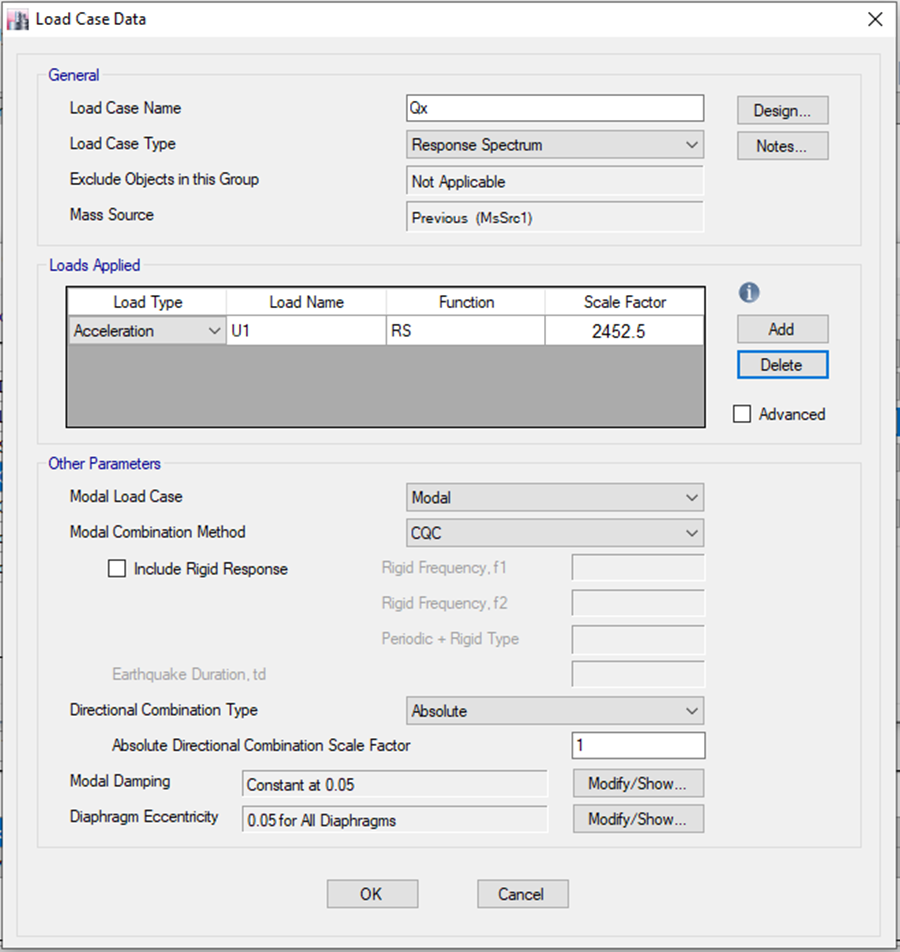 Load Case Data
General
Load Case Name Qx Design...
Load Case Type Response Spectrum Notes...
Exclude Objects in this Group Not Applicable
Mass Source Previous (MsSrc1)
Loads Applied
Load Type Load Name Function Scale Factor
Acceleration U1 RS 2452.5
i
Add
Delete
Advanced
Other Parameters
Modal Load Case Modal
Modal Combination Method CQC
Include Rigid Response Rigid Frequency, f1
Rigid Frequency, f2
Periodic + Rigid Type
Earthquake Duration, td
Directional Combination Type Absolute
Absolute Directional Combination Scale Factor 1
Modal Damping Constant at 0.05 Modify/Show...
Diaphragm Eccentricity 0.05 for All Diaphragms Modify/Show...
OK Cancel